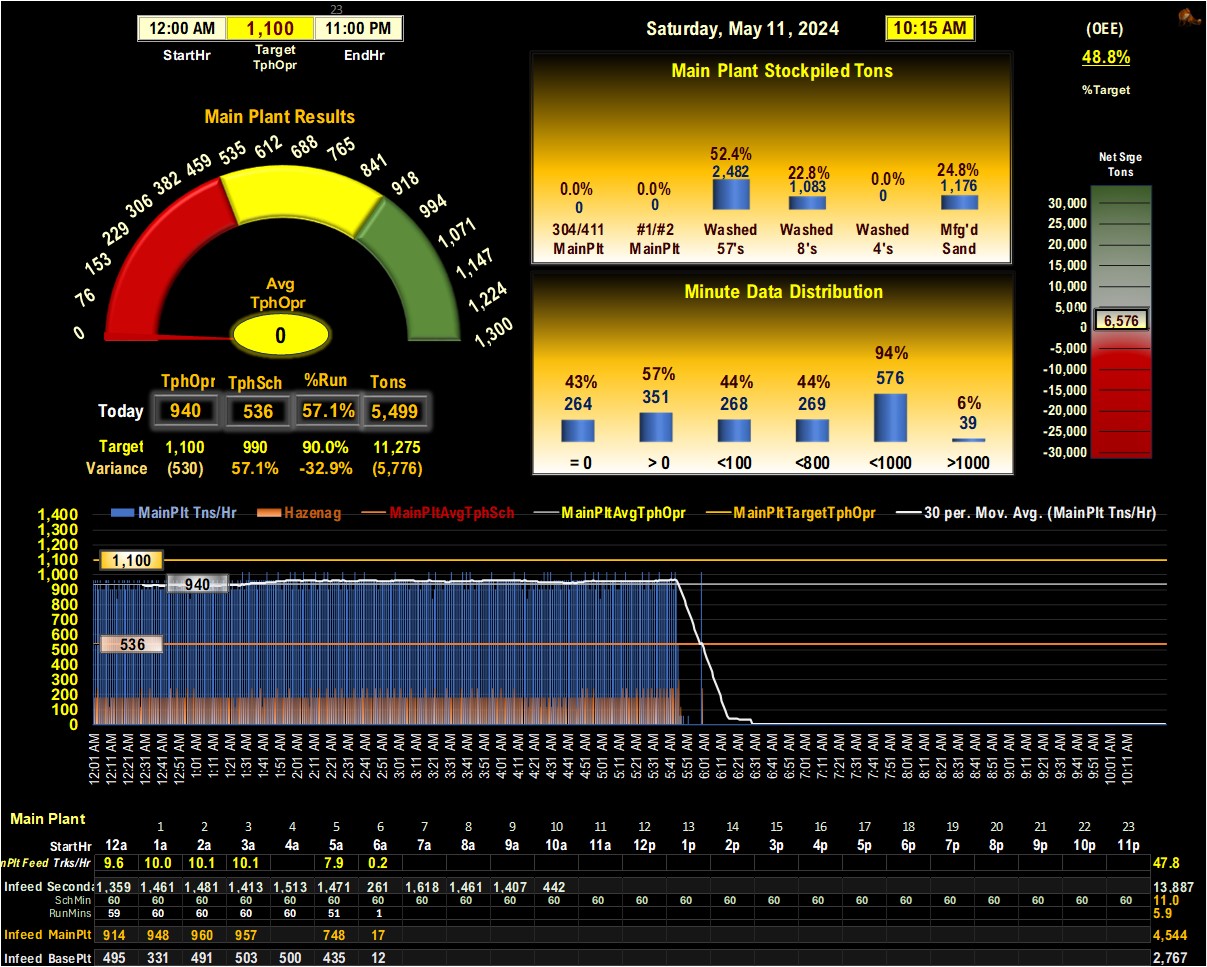 23
12:00 AM 1,100 11:00 PM
StartHr Target TphOpr EndHr
Saturday, May 11, 2024 10:15 AM
(OEE)
48.8%
%Target
Main Plant Results
0 76 153 229 306 382 459 535 612 688 765 841 918 994 1,071 1,147 1,224 1,300
Avg
TphOpr
0
TphOpr TphSch %Run Tons
Today 940 536 57.1% 5,499
Target 1,100 990 90.0% 11,275
Variance (530) 57.1% -32.9% (5,776)
Main Plant Stockpiled Tons
0.0% 0.0% 52.4% 22.8% 0.0% 24.8%
0 0 2,482 1,083 0 1,176
304/411 #1/#2 Washed Washed Washed Mfg'd
MainPlt MainPlt 57's 8's 4's Sand
Minute Data Distribution
43% 57% 44% 44% 94% 6%
264 351 268 269 576 39
= 0 > 0 <100 <800 <1000 >1000
Net Srge
Tons
30,000
25,000
20,000
15,000
10,000
5,000
0
6,576
-5,000
-10,000
-15,000
-20,000
-25,000
-30,000
MainPlt Tns/Hr Hazenag MainPltAvgTphSch MainPltAvgTphOpr MainPltTargetTphOpr 30 per. Mov. Avg. (MainPlt Tns/Hr)
1,400
1,300
1,200
1,100
1,000
900
800
700
600
500
400
300
200
100
0
1,100
940
536
12:01 AM 12:11 AM 12:21 AM 12:31 AM 12:41 AM 12:51 AM 1:01 AM 1:11 AM 1:21 AM 1:31 AM 1:41 AM 1:51 AM 2:01 AM 2:11 AM 2:21 AM 2:31 AM 2:41 AM 2:51 AM 3:01 AM 3:11 AM 3:21 AM 3:31 AM 3:41 AM 3:51 AM 4:01 AM 4:11 AM 4:21 AM 4:31 AM 4:41 AM 4:51 AM 5:01 AM 5:11 AM 5:21 AM 5:31 AM 5:41 AM 5:51 AM 6:01 AM 6:11 AM 6:21 AM 6:31 AM 6:41 AM 6:51 AM 7:01 AM 7:11 AM 7:21 AM 7:31 AM 7:41 AM 7:51 AM 8:01 AM 8:11 AM 8:21 AM 8:31 AM 8:41 AM 8:51 AM 9:01 AM 9:11 AM 9:21 AM 9:31 AM 9:41 AM 9:51 AM 10:01 AM 10:11 AM
Main Plant
1 2 3 4 5 6 7 8 9 10 11 12 13 14 15 16 17 18 19 20 21 22 23
StartHr 12a 1a 2a 3a 4a 5a 6a 7a 8a 9a 10a 11a 12p 1p 2p 3p 4p 5p 6p 7p 8p 9p 10p 11p
nPlt Feed Trks/Hr 9.6 10.0 10.1 10.1 7.9 0.2 47.8
Infeed Seconda 1,359 1,461 1,481 1,413 1,513 1,471 261 1,618 1,461 1,407 442 13,887
SchMin 60 60 60 60 60 60 60 60 60 60 60 60 60 60 60 60 60 60 60 60 60 60 60 60 11.0
RunMins 59 60 60 60 60 51 1 5.9
Infeed MainPlt 914 948 960 957 748 17 4,544
Infeed BasePlt 495 331 491 503 500 435 12 2,767